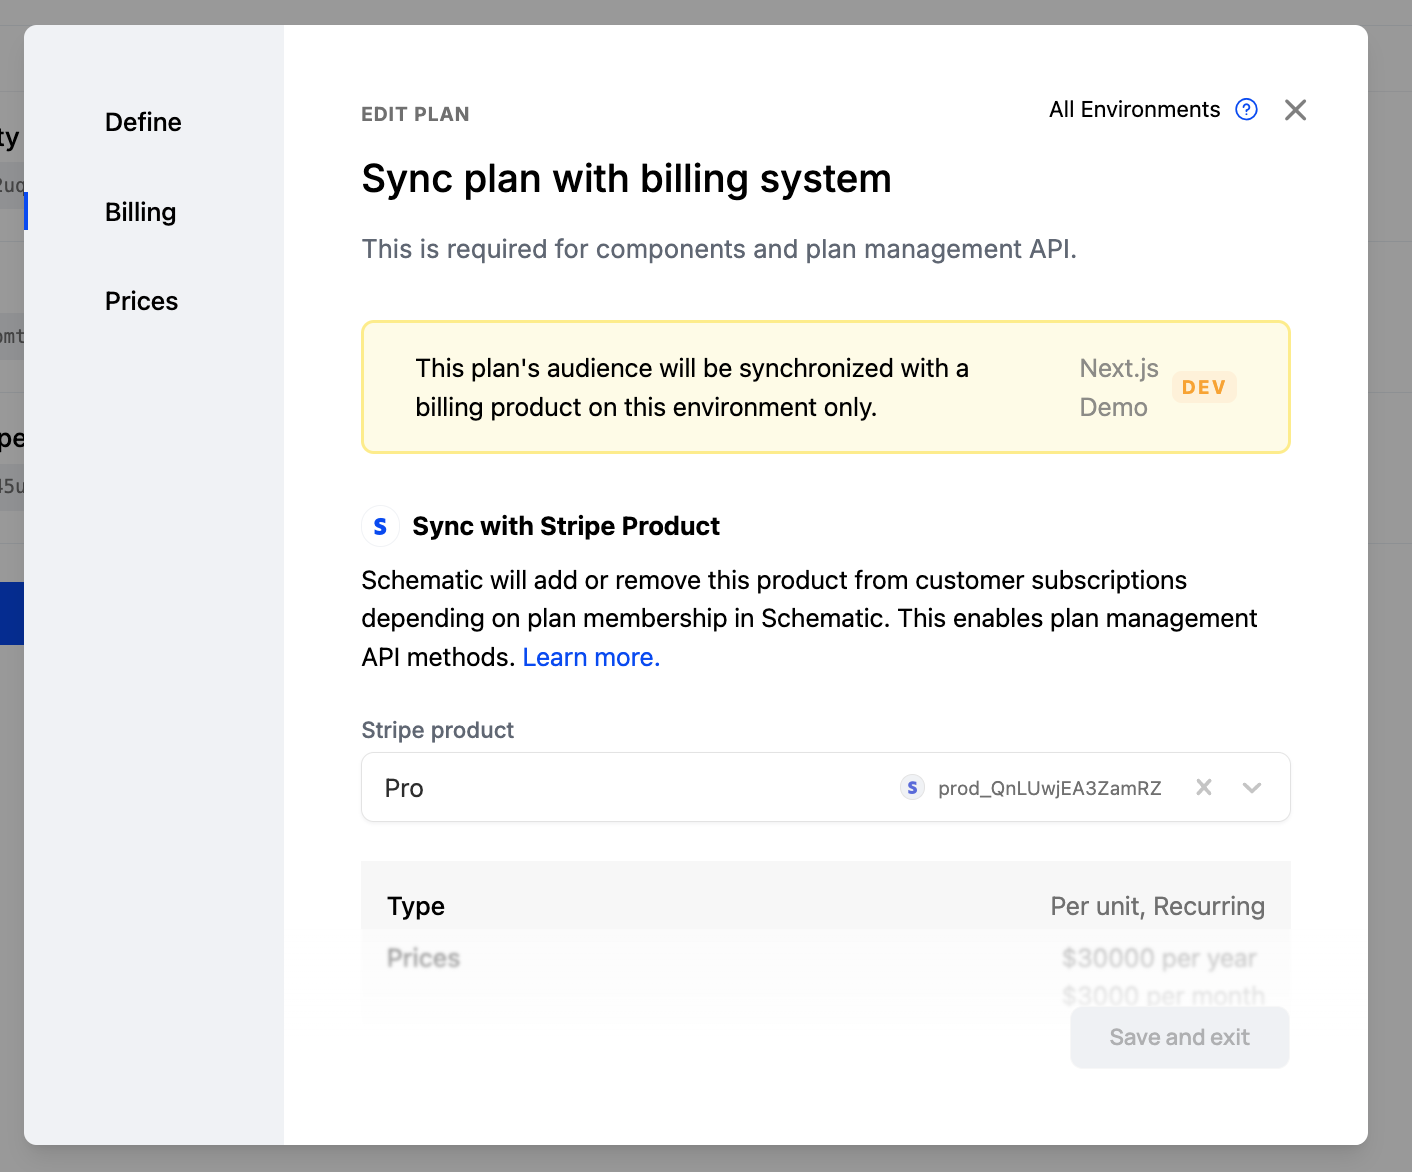 Define
Billing
Prices
EDIT PLAN
All Environments
Sync plan with billing system
This is required for components and plan management API.
This plan's audience will be synchronized with a
billing product on this environment only.
Next.js
Demo
DEV
S Sync with Stripe Product
Schematic will add or remove this product from customer subscriptions
depending on plan membership in Schematic. This enables plan management
API methods. Learn more.
Stripe product
Pro S prod_QnLUwjEA3ZamRZ
Type Per unit, Recurring
Prices $30000 per year
$3000 per month
Save and exit